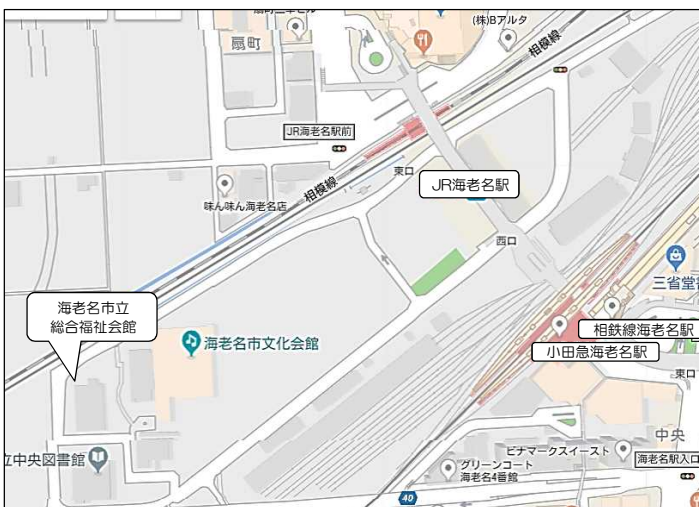 (株)Bアルタ
扇町
相模線
JR海老名駅前
東口
JR海老名駅
味ん味ん海老名店
相模線
西口
三省堂書
海老名市立
総合福祉会館
海老名市文化会館
相鉄線海老名駅
小田急海老名駅
東口
中央
立中央図書館
ビナマークスイースト
海老名駅入口
グリーンコート
海老名4番館
40